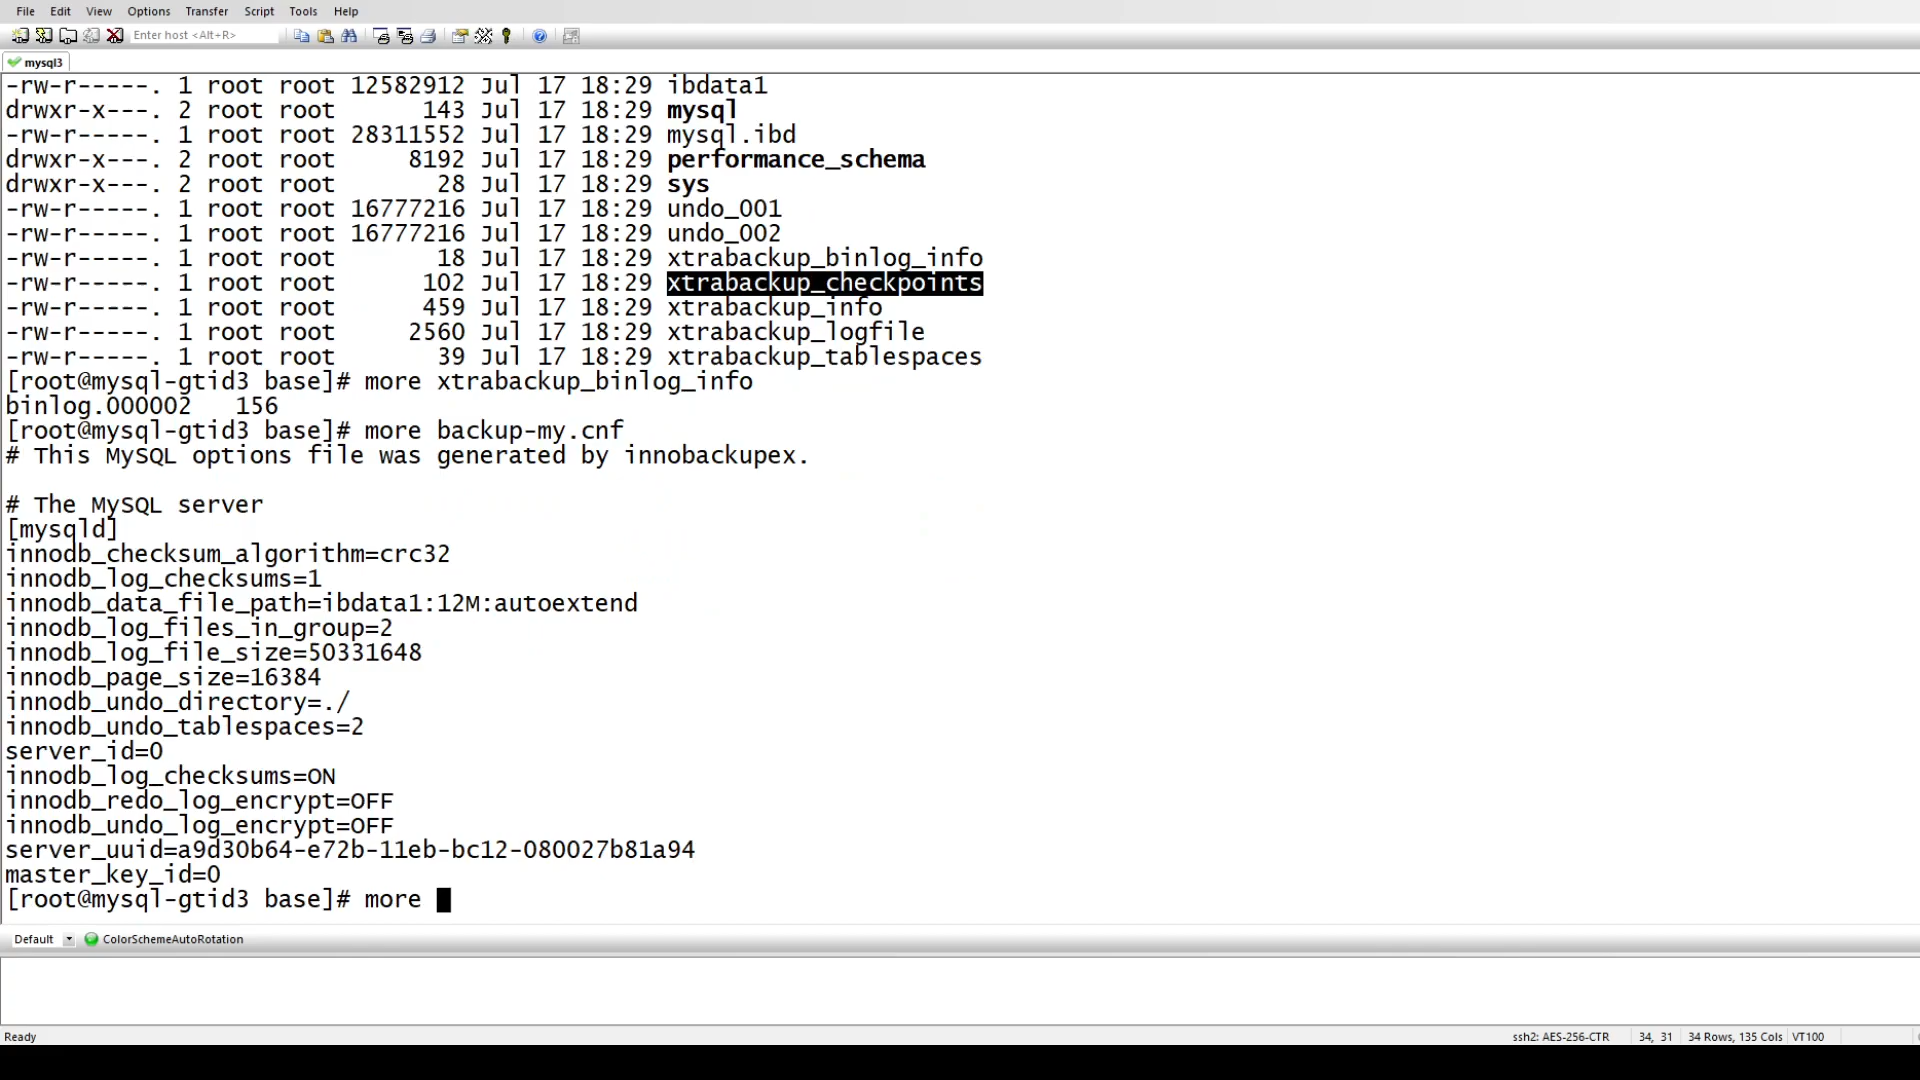 File Edit View Options Transfer Script Tools Help
Enter host <Alt+R>
mysql3
-rw-r-----. 1 root root 12582912 Jul 17 18:29 ibdata1
drwxr-x---. 2 root root 143 Jul 17 18:29 mysql
-rw-r-----. 1 root root 28311552 Jul 17 18:29 mysql.ibd
drwxr-x---. 2 root root 8192 Jul 17 18:29 performance_schema
drwxr-x---. 2 root root 28 Jul 17 18:29 sys
-rw-r-----. 1 root root 16777216 Jul 17 18:29 undo_001
-rw-r-----. 1 root root 16777216 Jul 17 18:29 undo_002
-rw-r-----. 1 root root 18 Jul 17 18:29 xtrabackup_binlog_info
-rw-r-----. 1 root root 102 Jul 17 18:29 xtrabackup_checkpoints
-rw-r-----. 1 root root 459 Jul 17 18:29 xtrabackup_info
-rw-r-----. 1 root root 2560 Jul 17 18:29 xtrabackup_logfile
-rw-r-----. 1 root root 39 Jul 17 18:29 xtrabackup_tablespaces
[root@mysql-gtid3 base]# more xtrabackup_binlog_info
binlog.000002 156
[root@mysql-gtid3 base]# more backup-my.cnf
# This MySQL options file was generated by innobackupex.
# The MySQL server
[mysqld]
innodb_checksum_algorithm=crc32
innodb_log_checksums=1
innodb_data_file_path=ibdata1:12M:autoextend
innodb_log_files_in_group=2
innodb_log_file_size=50331648
innodb_page_size=16384
innodb_undo_directory=./
innodb_undo_tablespaces=2
server_id=0
innodb_log_checksums=ON
innodb_redo_log_encrypt=OFF
innodb_undo_log_encrypt=OFF
server_uuid=a9d30b64-e72b-11eb-bc12-080027b81a94
master_key_id=0
[root@mysql-gtid3 base]# more
Default ColorSchemeAutoRotation
Ready ssh2: AES-256-CTR 34, 31 34 Rows, 135 Cols VT100